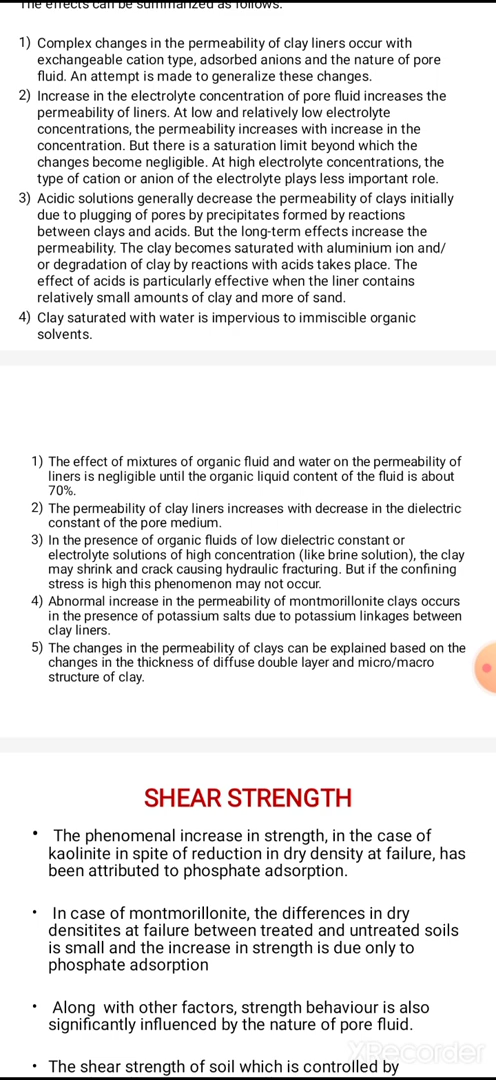 The effects can be summarized as follows:
1) Complex changes in the permeability of clay liners occur with
exchangeable cation type, adsorbed anions and the nature of pore
fluid. An attempt is made to generalize these changes.
2) Increase in the electrolyte concentration of pore fluid increases the
permeability of liners. At low and relatively low electrolyte
concentrations, the permeability increases with increase in the
concentration. But there is a saturation limit beyond which the
changes become negligible. At high electrolyte concentrations, the
type of cation or anion of the electrolyte plays less important role.
3) Acidic solutions generally decrease the permeability of clays initially
due to plugging of pores by precipitates formed by reactions
between clays and acids. But the long-term effects increase the
permeability. The clay becomes saturated with aluminium ion and/
or degradation of clay by reactions with acids takes place. The
effect of acids is particularly effective when the liner contains
relatively small amounts of clay and more of sand.
4) Clay saturated with water is impervious to immiscible organic
solvents.
1) The effect of mixtures of organic fluid and water on the permeability of
liners is negligible until the organic liquid content of the fluid is about
70%.
2) The permeability of clay liners increases with decrease in the dielectric
constant of the pore medium.
3) In the presence of organic fluids of low dielectric constant or
electrolyte solutions of high concentration (like brine solution), the clay
may shrink and crack causing hydraulic fracturing. But if the confining
stress is high this phenomenon may not occur.
4) Abnormal increase in the permeability of montmorillonite clays occurs
in the presence of potassium salts due to potassium linkages between
clay liners.
5) The changes in the permeability of clays can be explained based on the
changes in the thickness of diffuse double layer and micro/macro
structure of clay.
SHEAR STRENGTH
• The phenomenal increase in strength, in the case of
kaolinite in spite of reduction in dry density at failure, has
been attributed to phosphate adsorption.
• In case of montmorillonite, the differences in dry
densitites at failure between treated and untreated soils
is small and the increase in strength is due only to
phosphate adsorption
• Along with other factors, strength behaviour is also
significantly influenced by the nature of pore fluid.
XRecorder
• The shear strength of soil which is controlled by